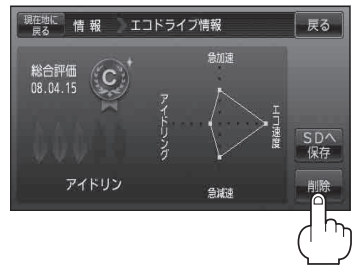 現在地に
戻る
情報
エコドライブ情報
戻る
総合評価
08.04.15
C
急加速
アイドリング
エコ速度
急減速
アイドリン
SDへ
保存
削除